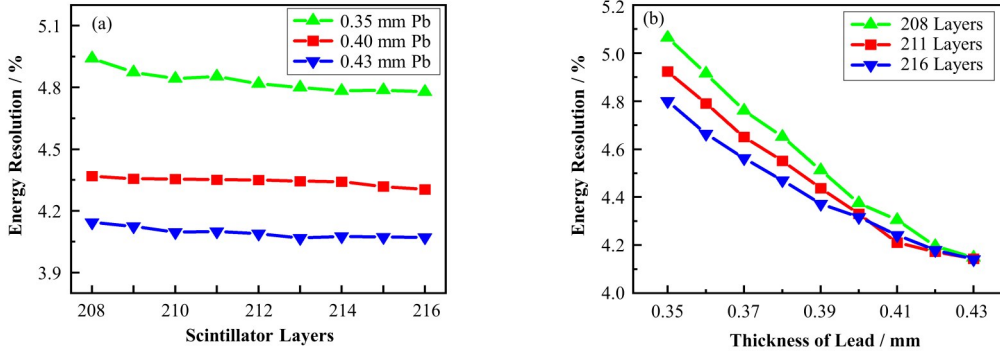 (a)
0.35 mm Pb
0.40 mm Pb
0.43 mm Pb
5.1
4.8
4.5
4.2
3.9
Energy Resolution / %
208 210 212 214 216
Scintillator Layers
(b)
208 Layers
211 Layers
216 Layers
5.2
5.0
4.8
4.6
4.4
4.2
4.0
Energy Resolution / %
0.35 0.37 0.39 0.41 0.43
Thickness of Lead / mm